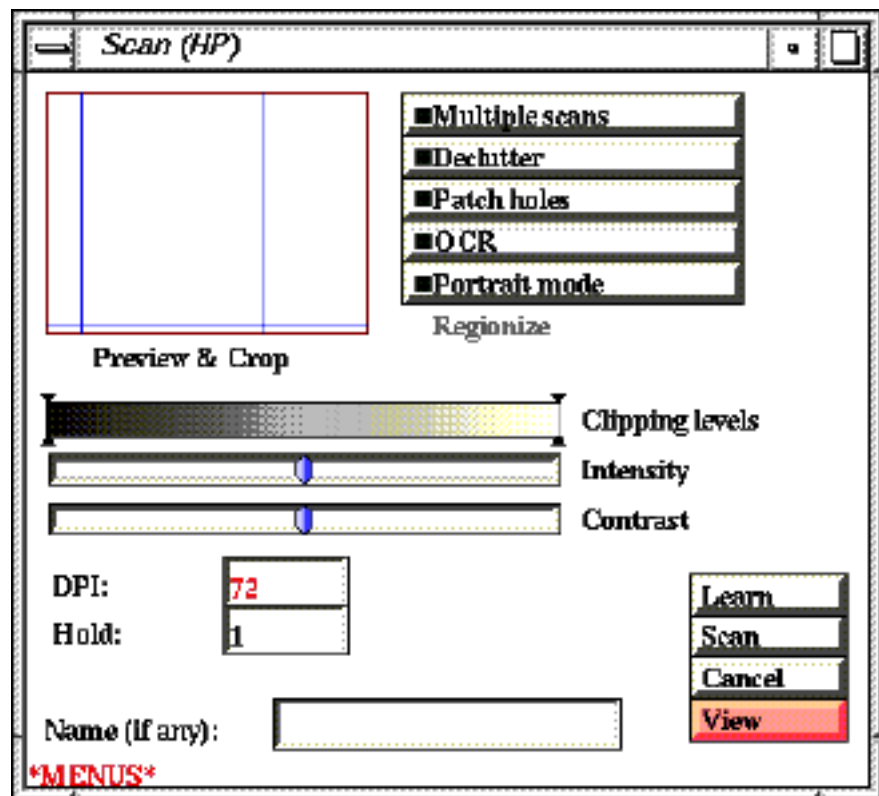 Scan (HP)
Multiple scans
Declutter
Patch holes
OCR
Portrait mode
Regionize
Preview & Crop
Clipping levels
Intensity
Contrast
DPI: 72
Hold: 1
Learn
Scan
Cancel
View
Name (if any):
*MENUS*